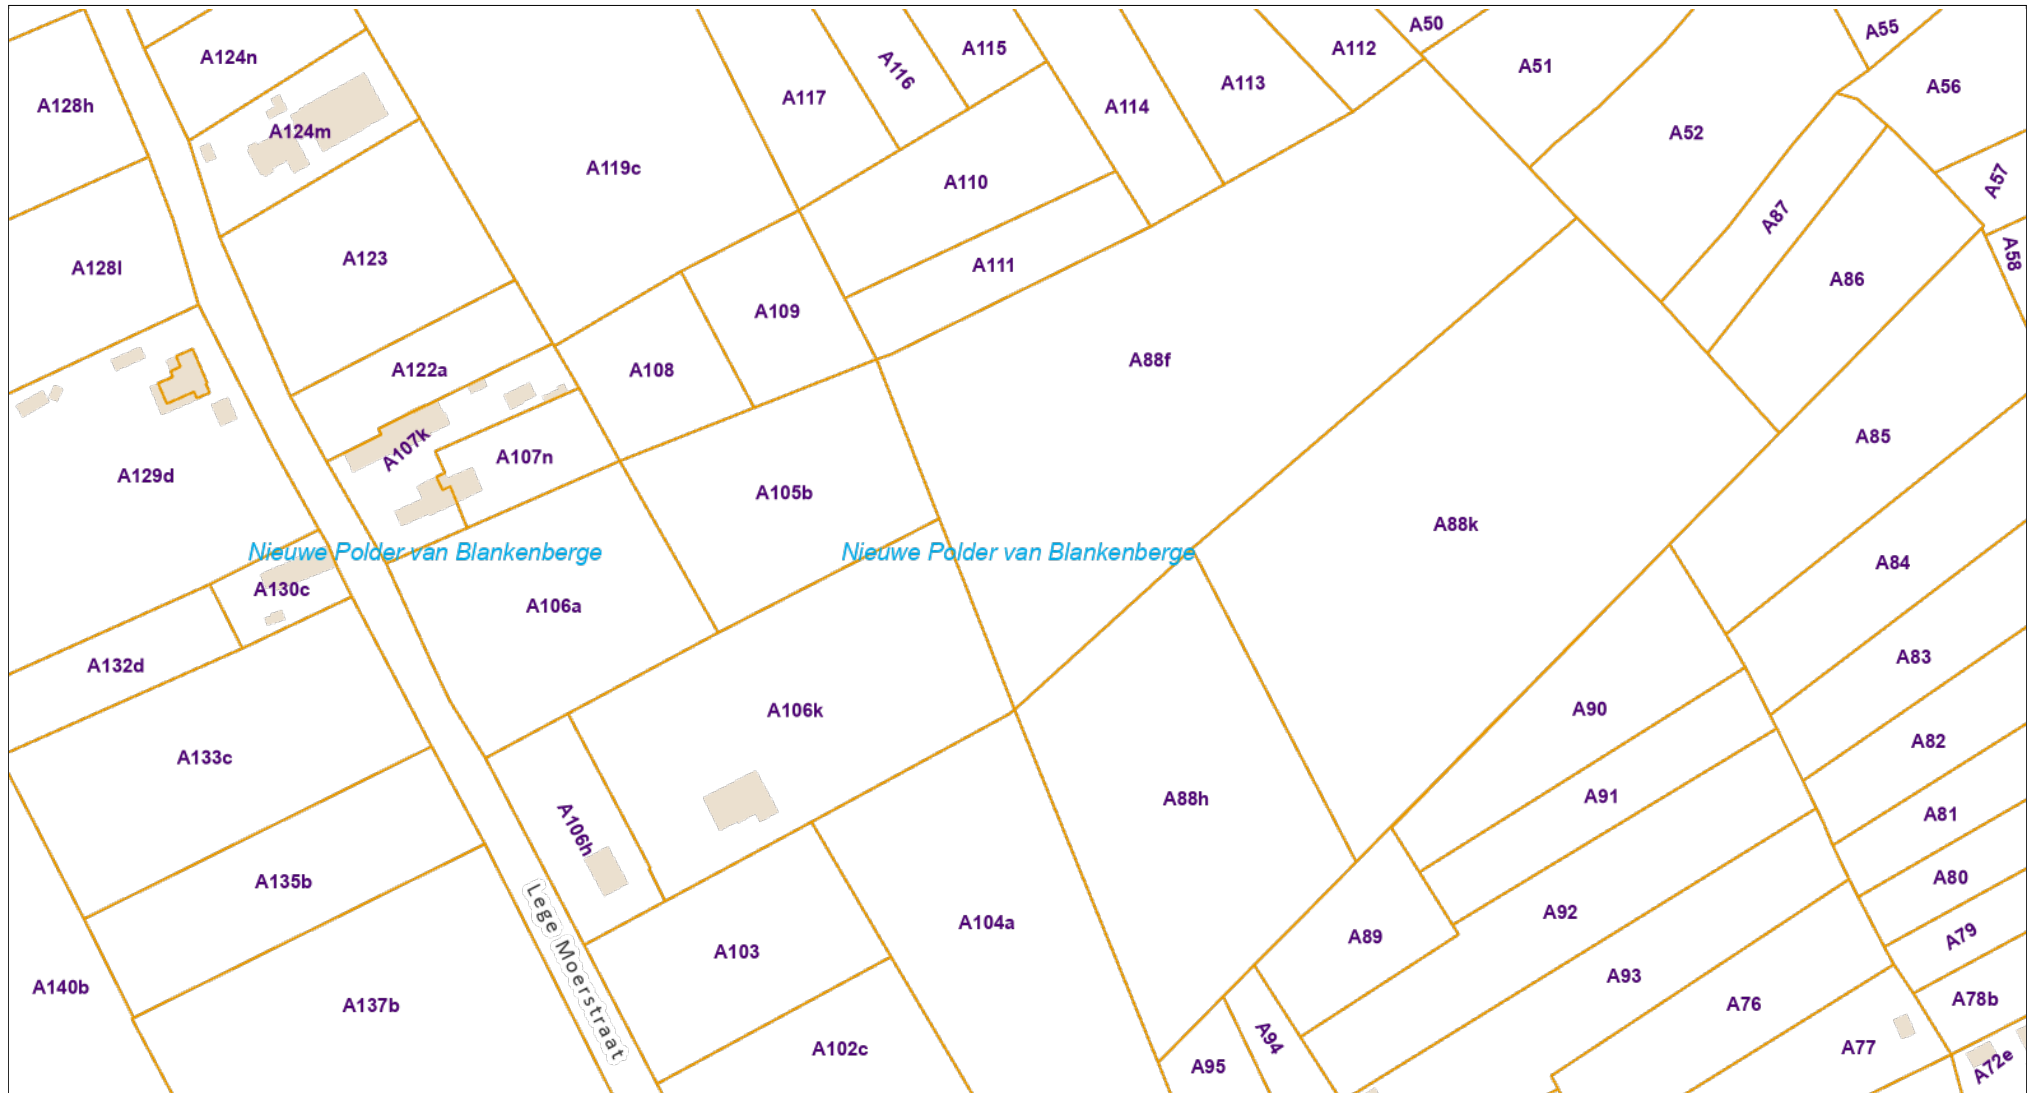 A50
A55
A124n
A115
A112
A51
A116
A56
A113
A128h
A117
A114
A124m
A52
A119c
A110
A57
A87
A123
A128l
A111
A58
A86
A109
A122a
A108
A88f
A107k
A107n
A85
A129d
A105b
A88k
Nieuwe Polder van Blankenberge
Nieuwe Polder van Blankenberge
A84
A130c
A106a
A83
A132d
A106k
A90
A82
A133c
A88h
A91
A81
A106h
A135b
A80
A92
A104a
A89
A79
A103
A93
A140b
A137b
Lege Moerstraat
A76
A78b
A94
A102c
A77
A95
A72e